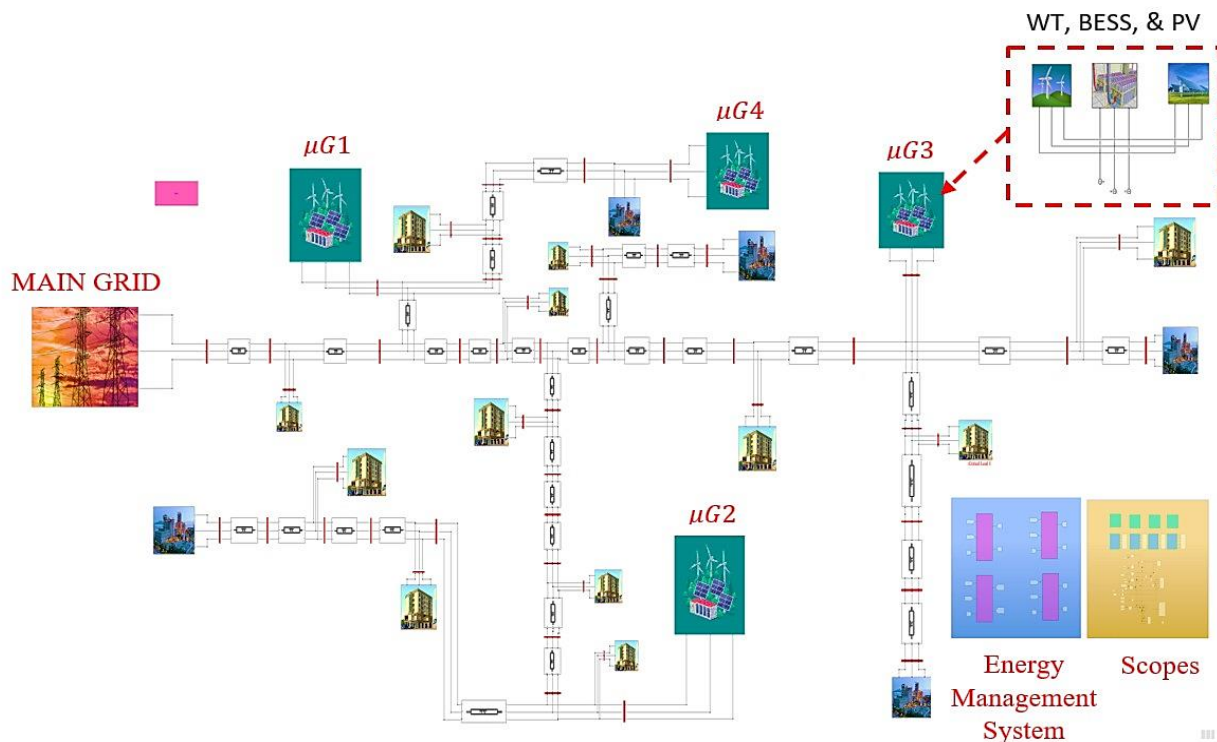 WT, BESS, & PV
μG1
μG4
μG3
MAIN GRID
μG2
Energy
Management
System
Scopes